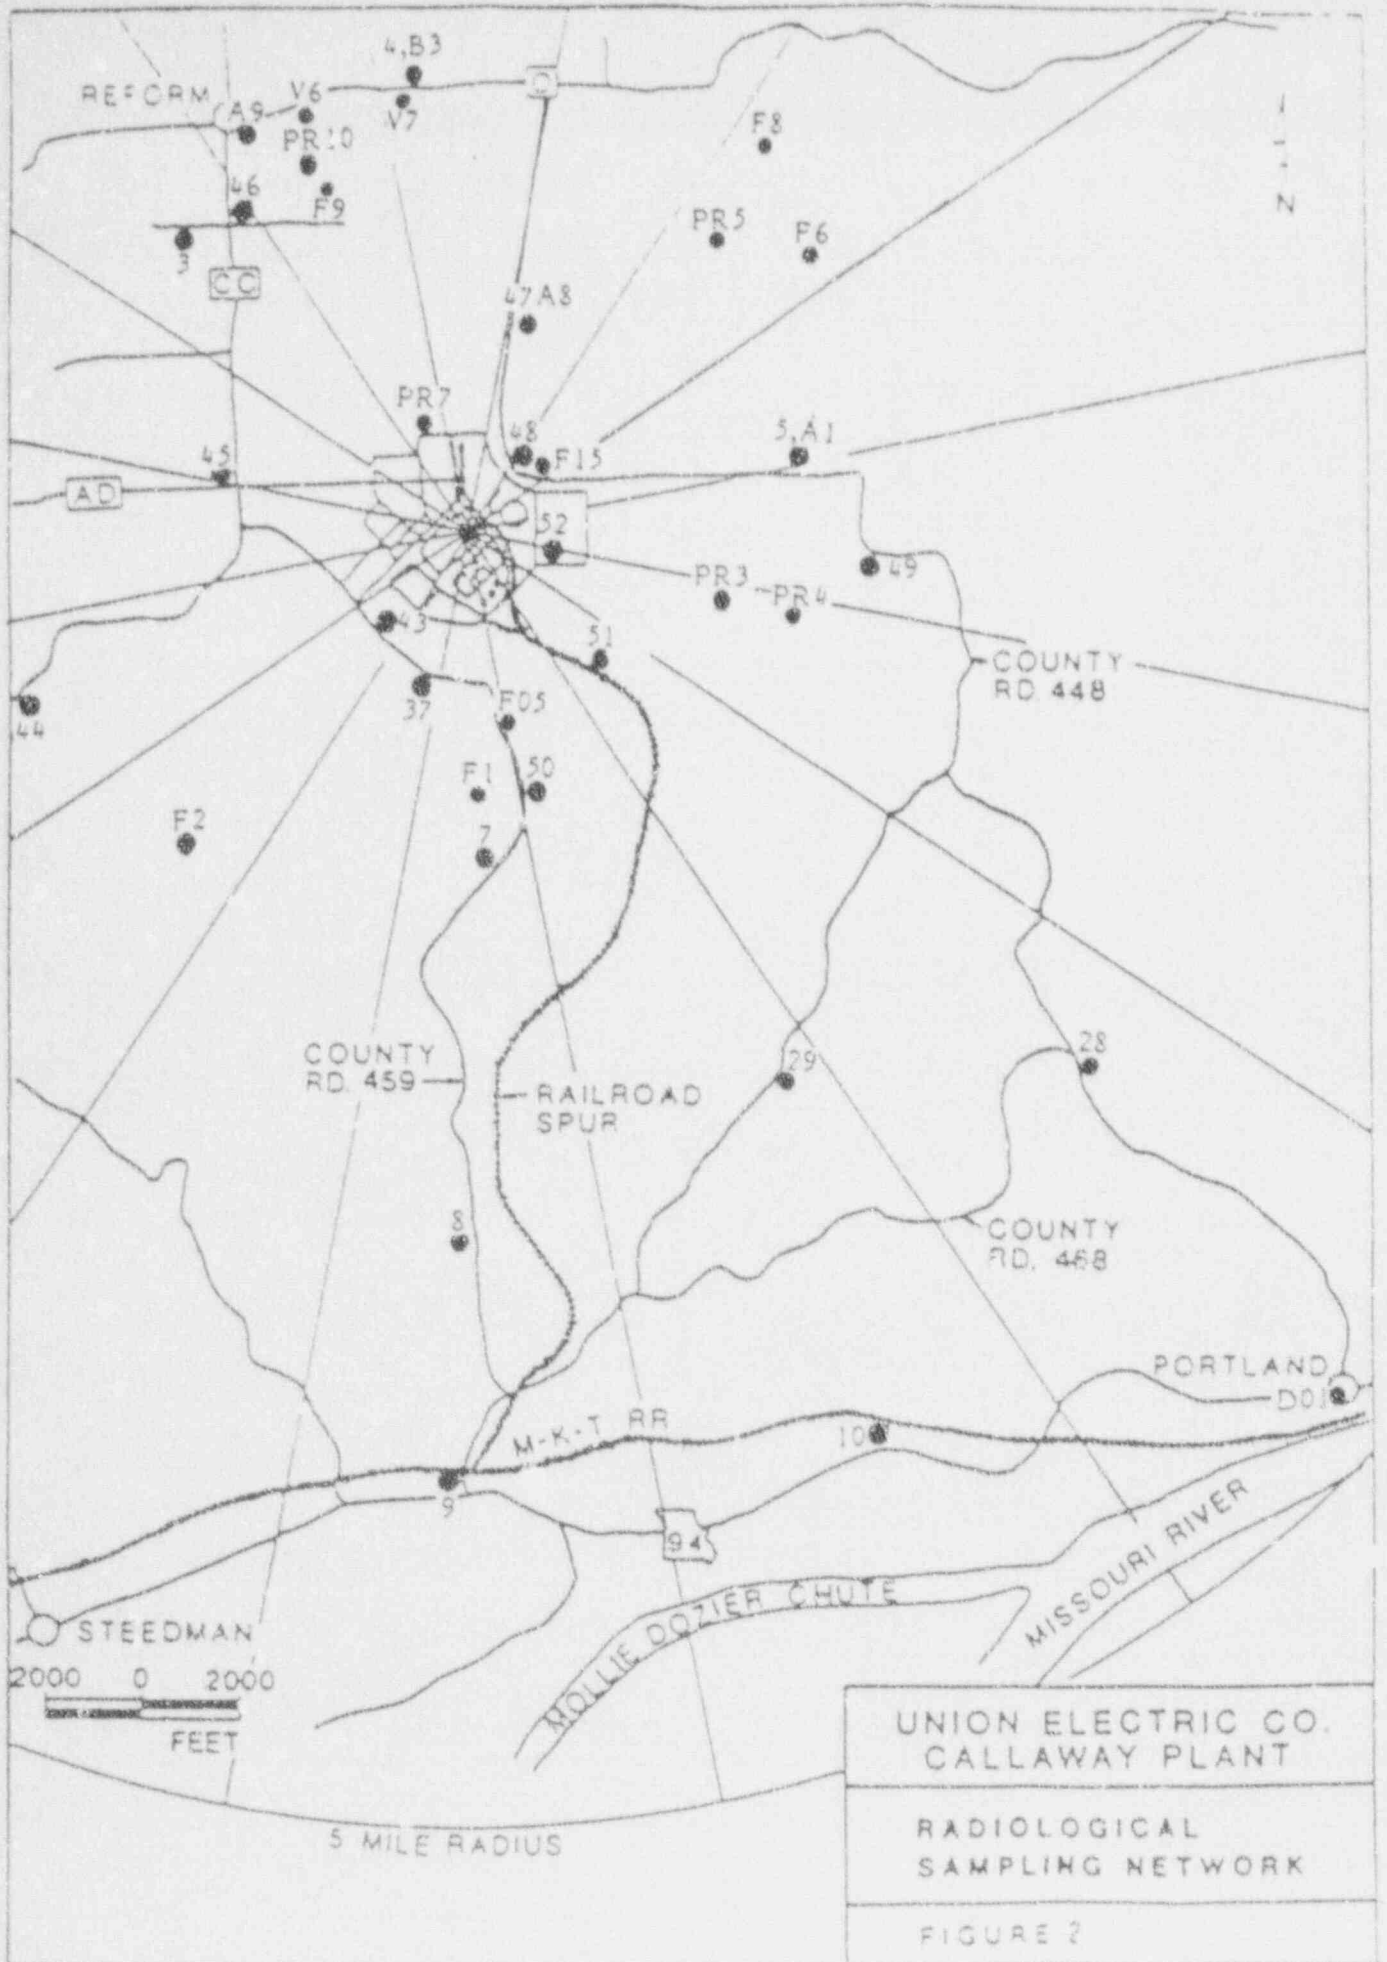 4,B3
REFORM
V6
O
A9
V7
F8
PR10
46
F9
N
PR5
F6
3
CC
47 A8
PR7
48
5,A1
45
F15
AD
52
49
PR3
PR4
43
51
COUNTY
RD. 448
37
F05
44
F1
50
F2
7
COUNTY
RD. 459
29
28
RAILROAD
SPUR
8
COUNTY
RD. 468
PORTLAND
D01
M-K-T RR
10
9
94
MISSOURI RIVER
MOLLIE DOZIER CHUTE
STEEDMAN
2000 0 2000
FEET
5 MILE RADIUS
UNION ELECTRIC CO.
CALLAWAY PLANT
RADIOLOGICAL
SAMPLING NETWORK
FIGURE 2